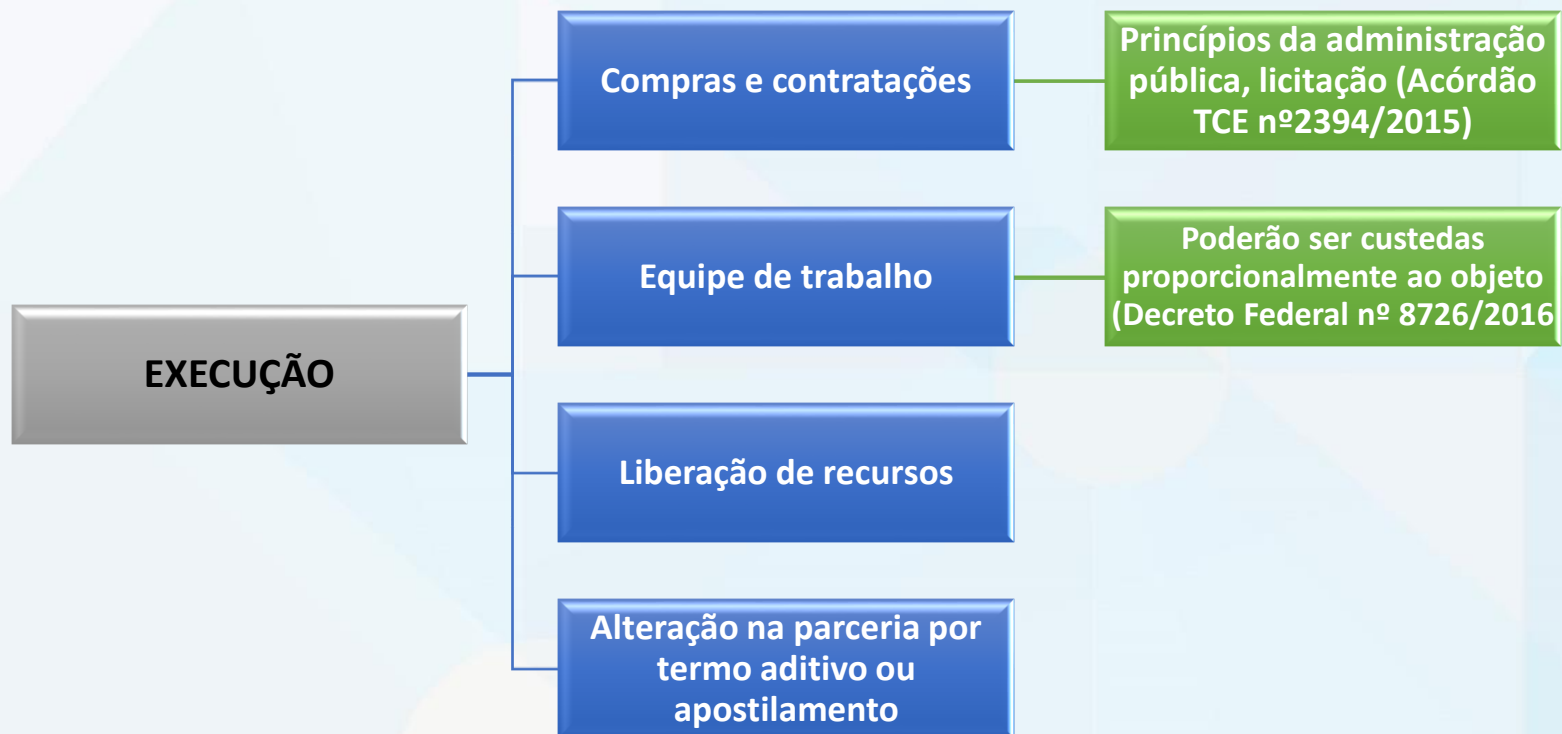 EXECUÇÃO
Compras e contratações
Princípios da administração
pública, licitação (Acórdão
TCE nº2394/2015)
Equipe de trabalho
Poderão ser custedas
proporcionalmente ao objeto
(Decreto Federal nº 8726/2016
Liberação de recursos
Alteração na parceria por
termo aditivo ou
apostilamento